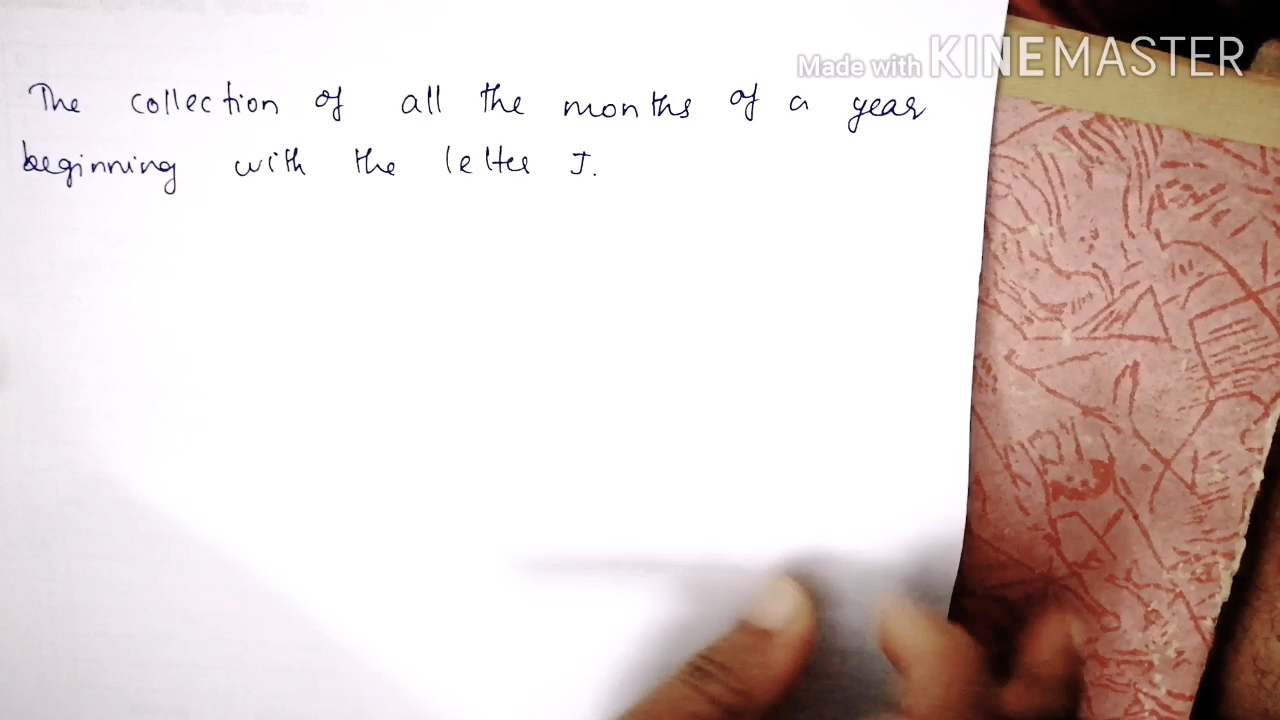 Made with KINEMASTER
The collection of all the months of a year
beginning with the letter J.